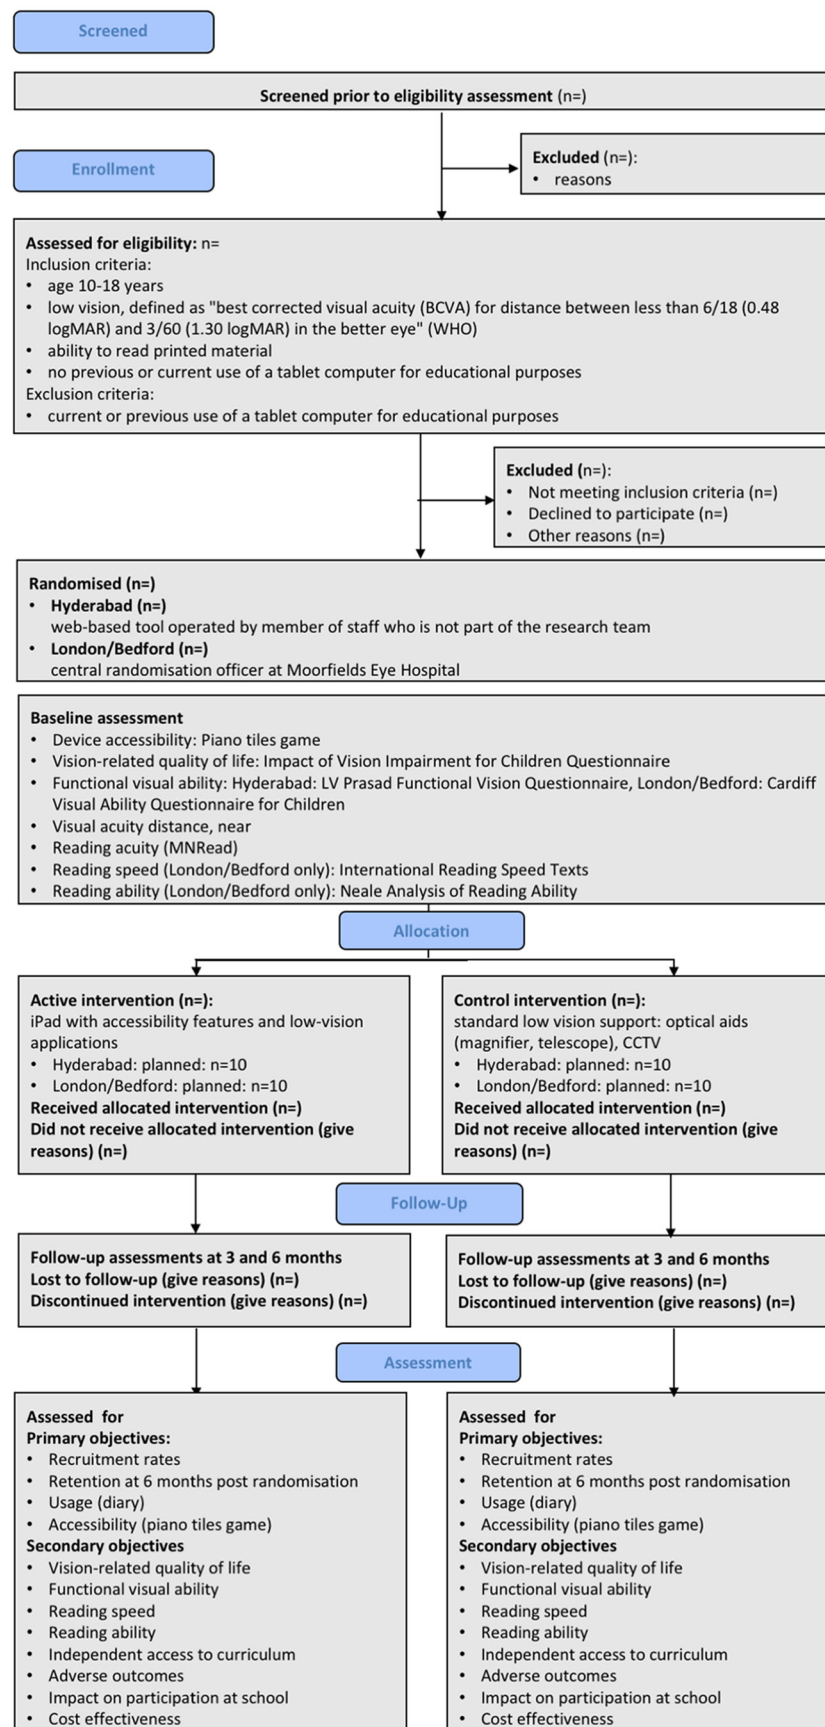 Screened
Screened prior to eligibility assessment (n=)
Enrollment
Excluded (n=):
• reasons
Assessed for eligibility: n=
Inclusion criteria:
• age 10-18 years
• low vision, defined as "best corrected visual acuity (BCVA) for distance between less than 6/18 (0.48
logMAR) and 3/60 (1.30 logMAR) in the better eye" (WHO)
• ability to read printed material
• no previous or current use of a tablet computer for educational purposes
Exclusion criteria:
• current or previous use of a tablet computer for educational purposes
Excluded (n=):
• Not meeting inclusion criteria (n=)
• Declined to participate (n=)
• Other reasons (n=)
Randomised (n=)
• Hyderabad (n=)
web-based tool operated by member of staff who is not part of the research team
• London/Bedford (n=)
central randomisation officer at Moorfields Eye Hospital
Baseline assessment
• Device accessibility: Piano tiles game
• Vision-related quality of life: Impact of Vision Impairment for Children Questionnaire
• Functional visual ability: Hyderabad: LV Prasad Functional Vision Questionnaire, London/Bedford: Cardiff
Visual Ability Questionnaire for Children
• Visual acuity distance, near
• Reading acuity (MNRead)
• Reading speed (London/Bedford only): International Reading Speed Texts
• Reading ability (London/Bedford only): Neale Analysis of Reading Ability
Allocation
Active intervention (n=):
iPad with accessibility features and low-vision
applications
• Hyderabad: planned: n=10
• London/Bedford: planned: n=10
Received allocated intervention (n=)
Did not receive allocated intervention (give
reasons) (n=)
Control intervention (n=):
standard low vision support: optical aids
(magnifier, telescope), CCTV
• Hyderabad: planned: n=10
• London/Bedford: planned: n=10
Received allocated intervention (n=)
Did not receive allocated intervention (give
reasons) (n=)
Follow-Up
Follow-up assessments at 3 and 6 months
Lost to follow-up (give reasons) (n=)
Discontinued intervention (give reasons) (n=)
Follow-up assessments at 3 and 6 months
Lost to follow-up (give reasons) (n=)
Discontinued intervention (give reasons) (n=)
Assessment
Assessed for
Primary objectives:
• Recruitment rates
• Retention at 6 months post randomisation
• Usage (diary)
• Accessibility (piano tiles game)
Secondary objectives
• Vision-related quality of life
• Functional visual ability
• Reading speed
• Reading ability
• Independent access to curriculum
• Adverse outcomes
• Impact on participation at school
• Cost effectiveness
Assessed for
Primary objectives:
• Recruitment rates
• Retention at 6 months post randomisation
• Usage (diary)
• Accessibility (piano tiles game)
Secondary objectives
• Vision-related quality of life
• Functional visual ability
• Reading speed
• Reading ability
• Independent access to curriculum
• Adverse outcomes
• Impact on participation at school
• Cost effectiveness